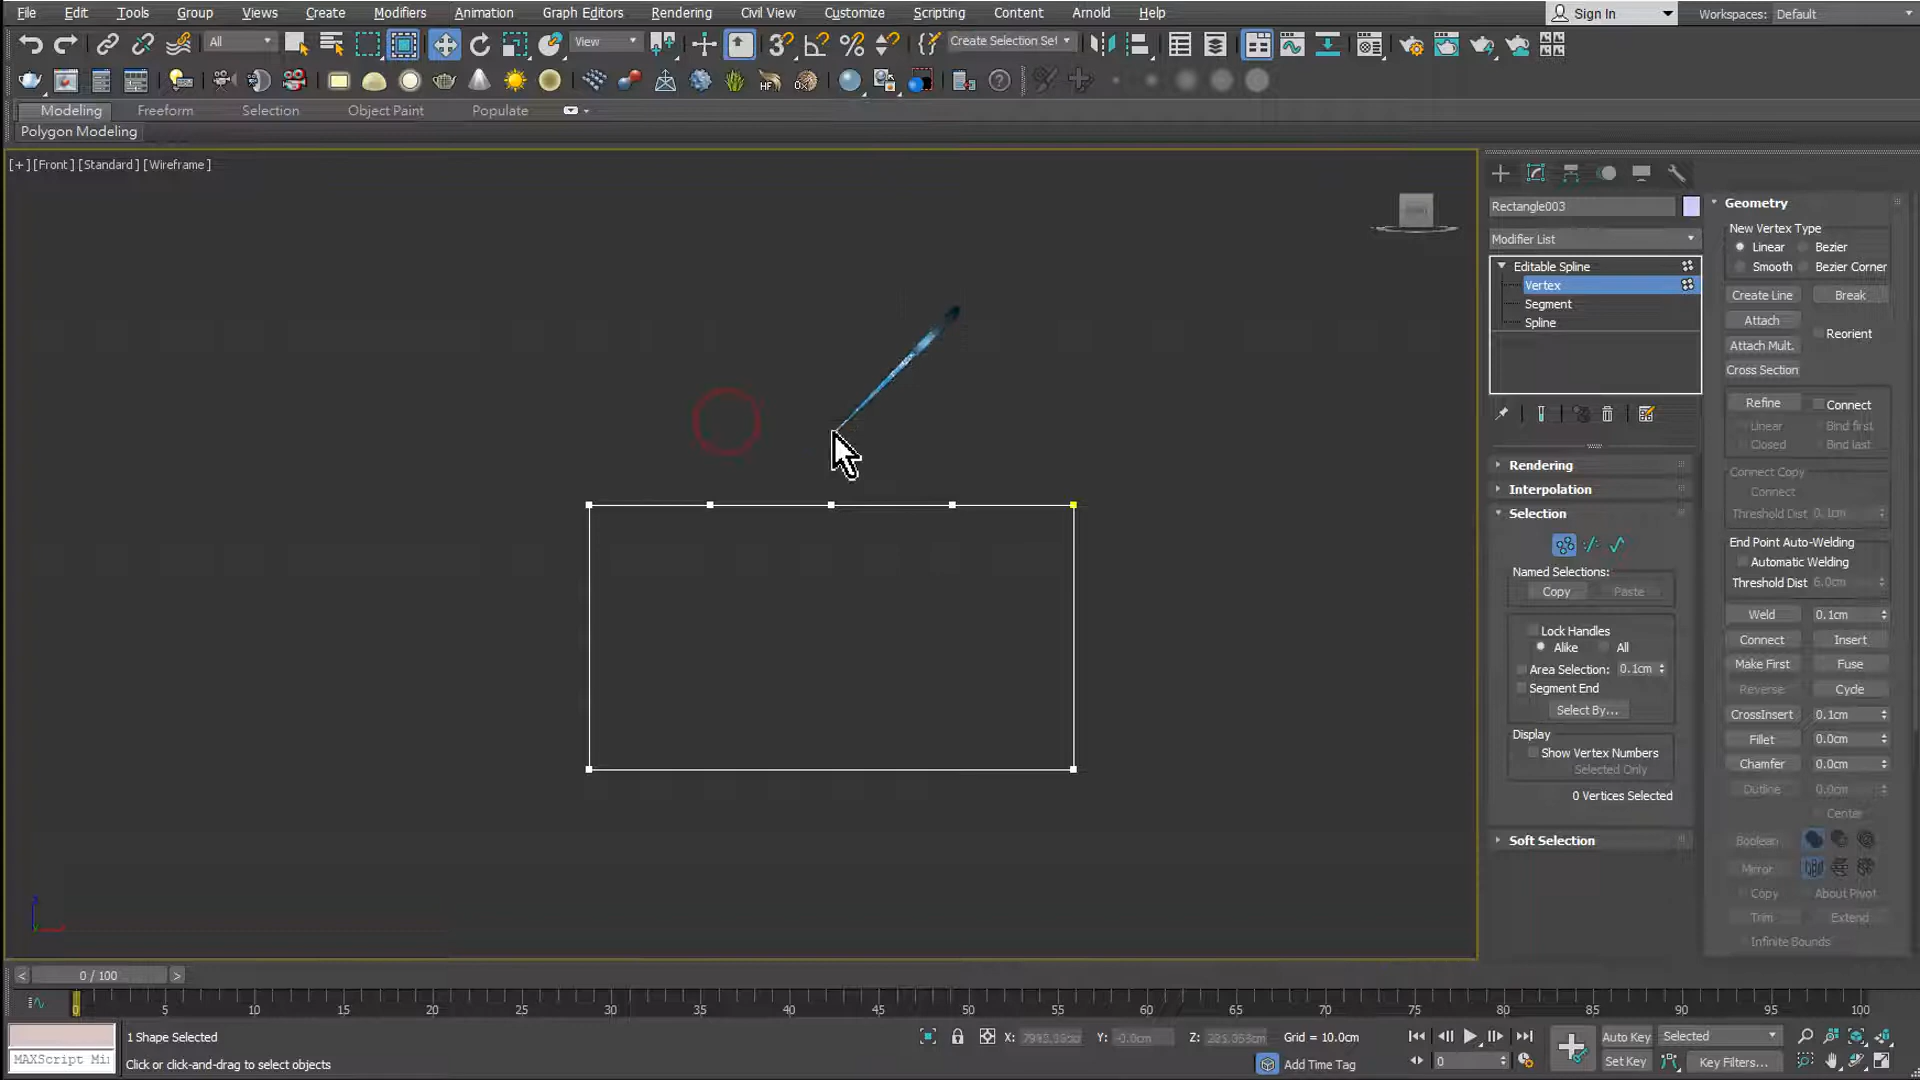 File Edit Tools Group Views Create Modifiers Animation Graph Editors Rendering Civil View Customize Scripting Content Arnold Help Sign In Workspaces: Default
All View Create Selection Set
Modeling Freeform Selection Object Paint Populate
Polygon Modeling
[+] [Front] [Standard] [Wireframe]
Rectangle003
Modifier List
Editable Spline
Vertex
Segment
Spline
Rendering
Interpolation
Selection
Named Selections:
Copy Paste
Lock Handles
Alike All
Area Selection: 0.1cm
Segment End
Select By...
Display
Show Vertex Numbers
Selected Only
0 Vertices Selected
Soft Selection
Geometry
New Vertex Type
Linear Bezier
Smooth Bezier Corner
Create Line Break
Attach
Reorient
Attach Mult.
Cross Section
Refine Connect
Linear Bind first
Closed Bind last
Connect Copy
Connect
Threshold Dist 0.1cm
End Point Auto-Welding
Automatic Welding
Threshold Dist 6.0cm
Weld 0.1cm
Connect Insert
Make First Fuse
Reverse Cycle
CrossInsert 0.1cm
Fillet 0.0cm
Chamfer 0.0cm
Outline 0.0cm
Center
Boolean
Mirror
Copy About Pivot
Trim Extend
Infinite Bounds
< 0 / 100 >
0 5 10 15 20 25 30 35 40 45 50 55 60 65 70 75 80 85 90 95 100
1 Shape Selected X: Y: -0.0cm Z: Grid = 10.0cm Auto Key Selected
MAXScript Mi Click or click-and-drag to select objects Add Time Tag 0 Set Key Key Filters...